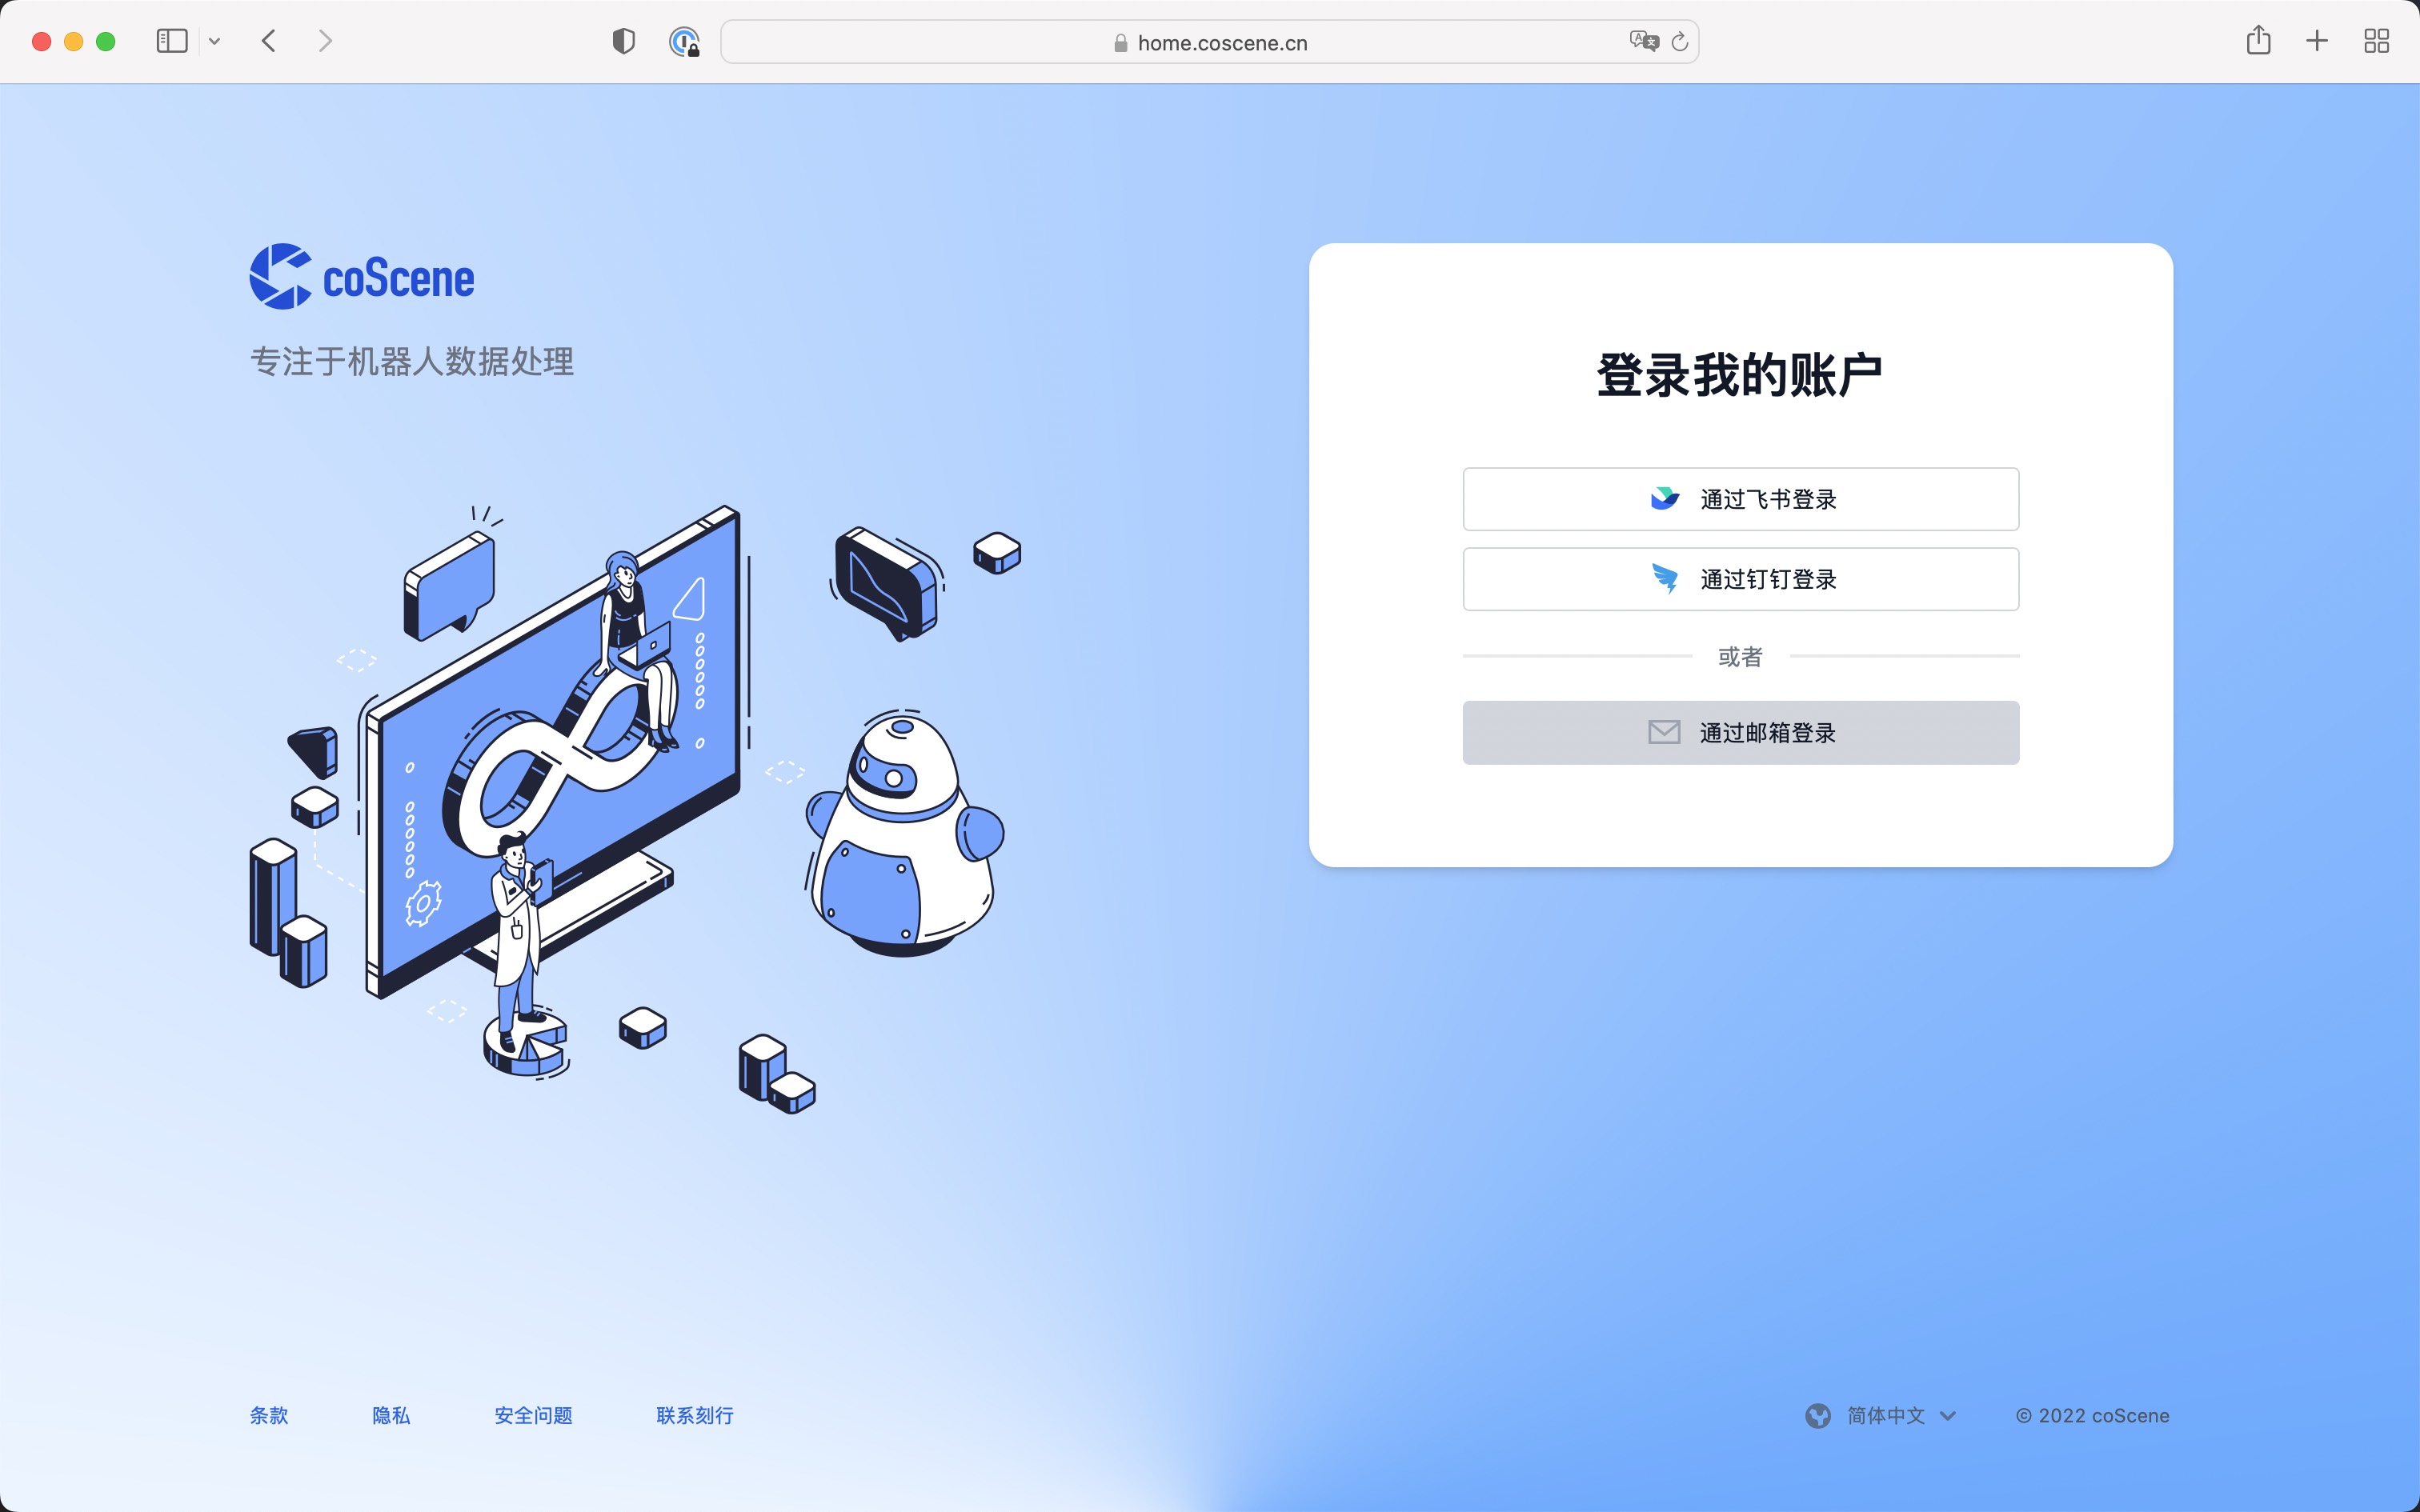 home.coscene.cn
coScene
专注于机器人数据处理
登录我的账户
通过飞书登录
通过钉钉登录
或者
通过邮箱登录
条款
隐私
安全问题
联系刻行
简体中文
© 2022 coScene